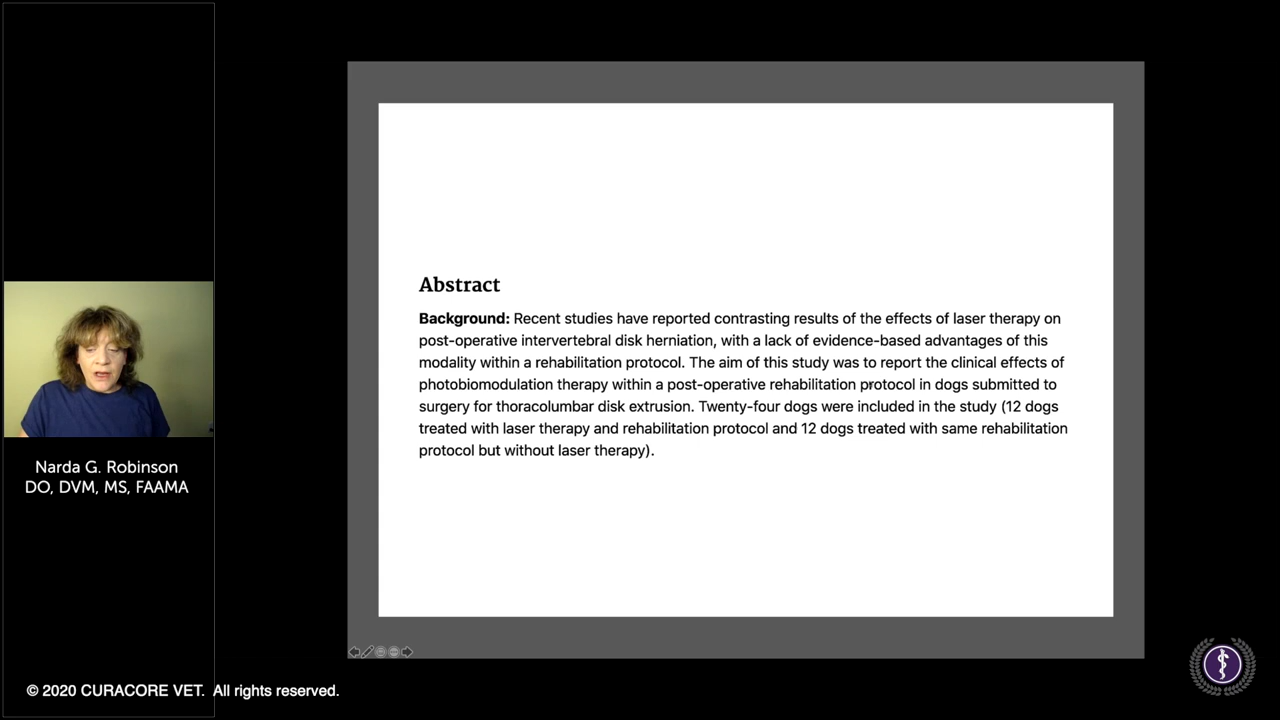 Abstract
Background: Recent studies have reported contrasting results of the effects of laser therapy on
post-operative intervertebral disk herniation, with a lack of evidence-based advantages of this
modality within a rehabilitation protocol. The aim of this study was to report the clinical effects of
photobiomodulation therapy within a post-operative rehabilitation protocol in dogs submitted to
surgery for thoracolumbar disk extrusion. Twenty-four dogs were included in the study (12 dogs
treated with laser therapy and rehabilitation protocol and 12 dogs treated with same rehabilitation
protocol but without laser therapy).
Narda G. Robinson
DO, DVM, MS, FAAMA
© 2020 CURACORE VET. All rights reserved.